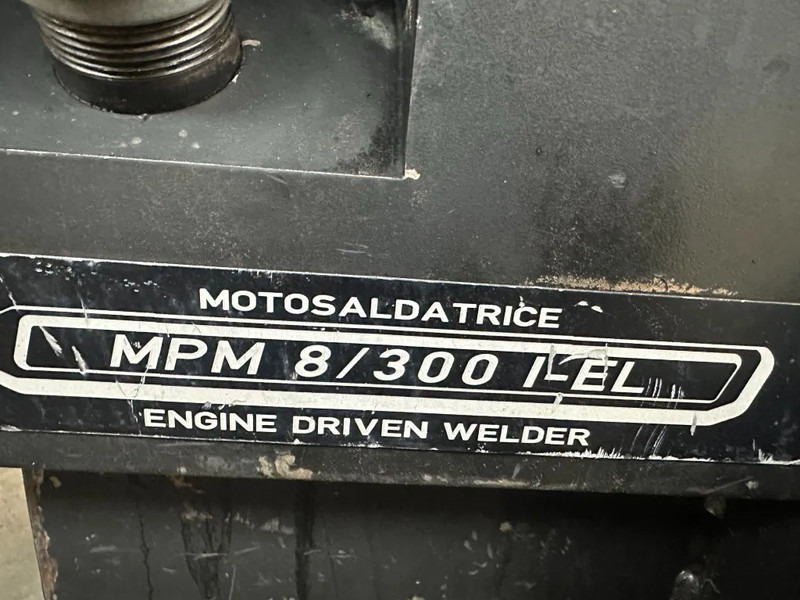 MOTOSALDATRICE
MPM 8/300 I-EL
ENGINE DRIVEN WELDER